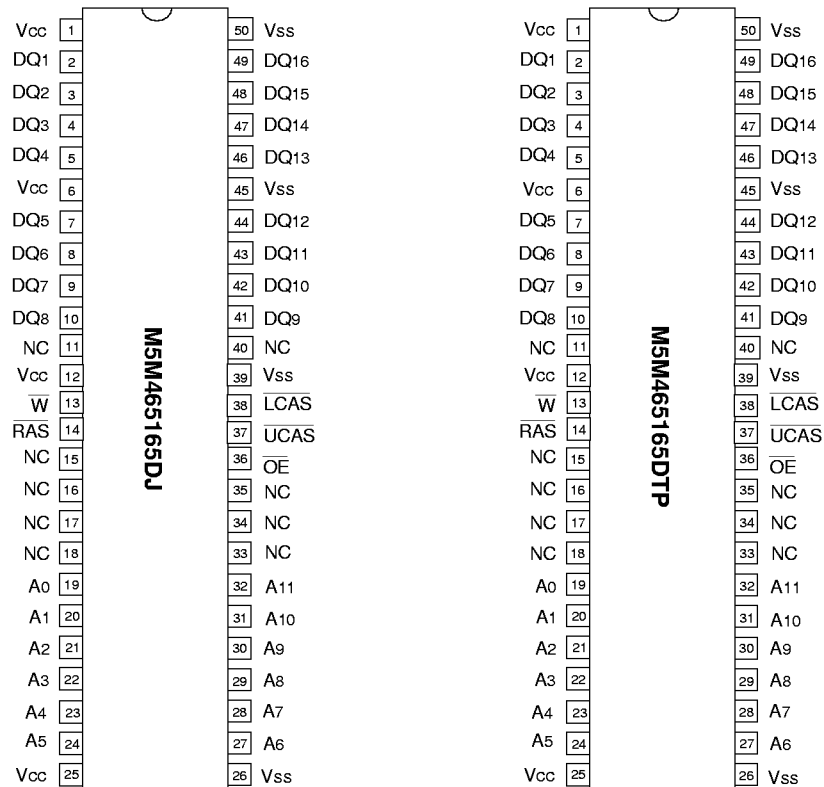 Vcc 1 50 Vss
DQ1 2 49 DQ16
DQ2 3 48 DQ15
DQ3 4 47 DQ14
DQ4 5 46 DQ13
Vcc 6 45 Vss
DQ5 7 44 DQ12
DQ6 8 43 DQ11
DQ7 9 42 DQ10
DQ8 10 41 DQ9
NC 11 40 NC
Vcc 12 39 Vss
W 13 38 LCAS
RAS 14 37 UCAS
NC 15 36 OE
NC 16 35 NC
NC 17 34 NC
NC 18 33 NC
A0 19 32 A11
A1 20 31 A10
A2 21 30 A9
A3 22 29 A8
A4 23 28 A7
A5 24 27 A6
Vcc 25 26 Vss
M5M465165DJ
Vcc 1 50 Vss
DQ1 2 49 DQ16
DQ2 3 48 DQ15
DQ3 4 47 DQ14
DQ4 5 46 DQ13
Vcc 6 45 Vss
DQ5 7 44 DQ12
DQ6 8 43 DQ11
DQ7 9 42 DQ10
DQ8 10 41 DQ9
NC 11 40 NC
Vcc 12 39 Vss
W 13 38 LCAS
RAS 14 37 UCAS
NC 15 36 OE
NC 16 35 NC
NC 17 34 NC
NC 18 33 NC
A0 19 32 A11
A1 20 31 A10
A2 21 30 A9
A3 22 29 A8
A4 23 28 A7
A5 24 27 A6
Vcc 25 26 Vss
M5M465165DTP